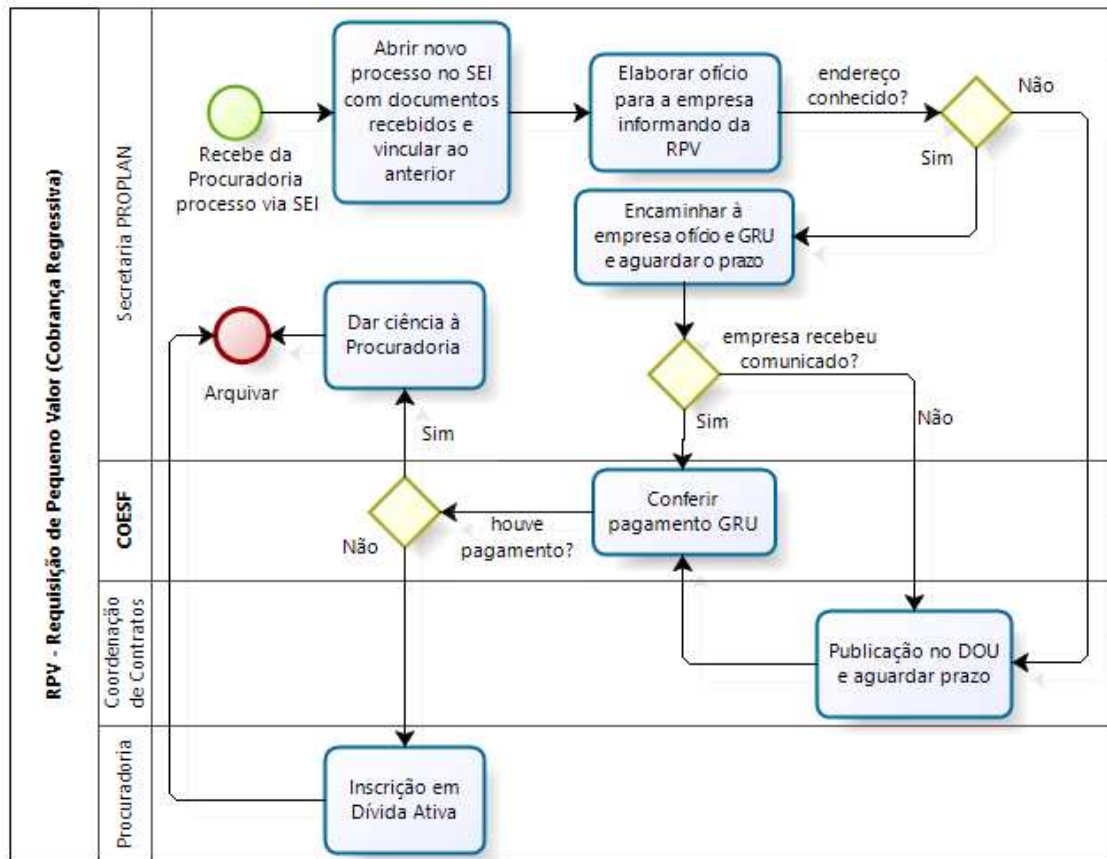 RPV - Requisição de Pequeno Valor (Cobrança Regressiva)
Secretaria PROPLAN
Recebe da
Procuradoria
processo via SEI
Abrir novo
processo no SEI
com documentos
recebidos e
vincular ao
anterior
Elaborar ofício
para a empresa
informando da
RPV
endereço
conhecido?
Não
Sim
Encaminhar à
empresa ofício e GRU
e aguardar o prazo
empresa recebeu
comunicado?
Não
Sim
Dar ciência à
Procuradoria
Arquivar
Sim
COESF
Conferir
pagamento GRU
houve
pagamento?
Não
Coordenação
de Contratos
Publicação no DOU
e aguardar prazo
Procuradoria
Inscrição em
Dívida Ativa